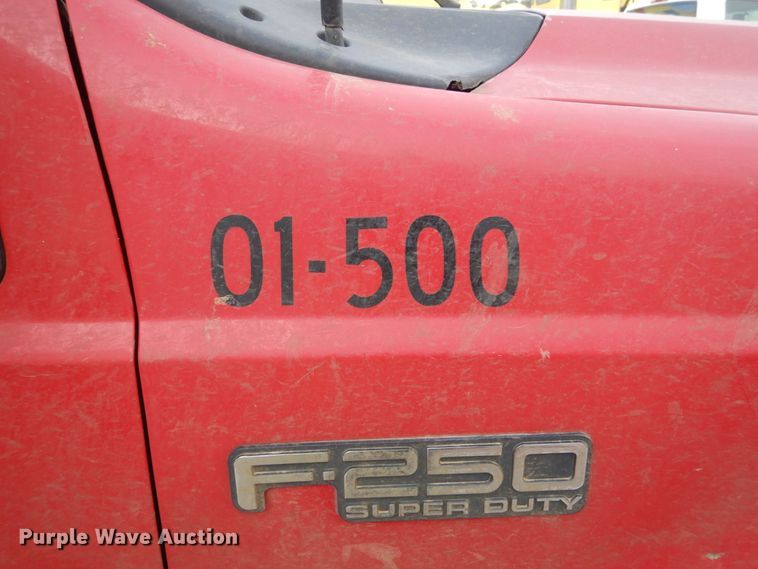 01-500
F-250
SUPER DUTY
Purple Wave Auction